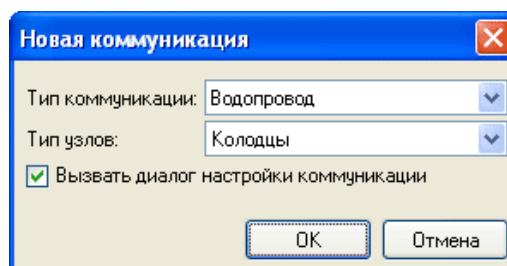 Новая коммуникация
Тип коммуникации: Водопровод
Тип узлов: Колодцы
Вызвать диалог настройки коммуникации
OK Отмена